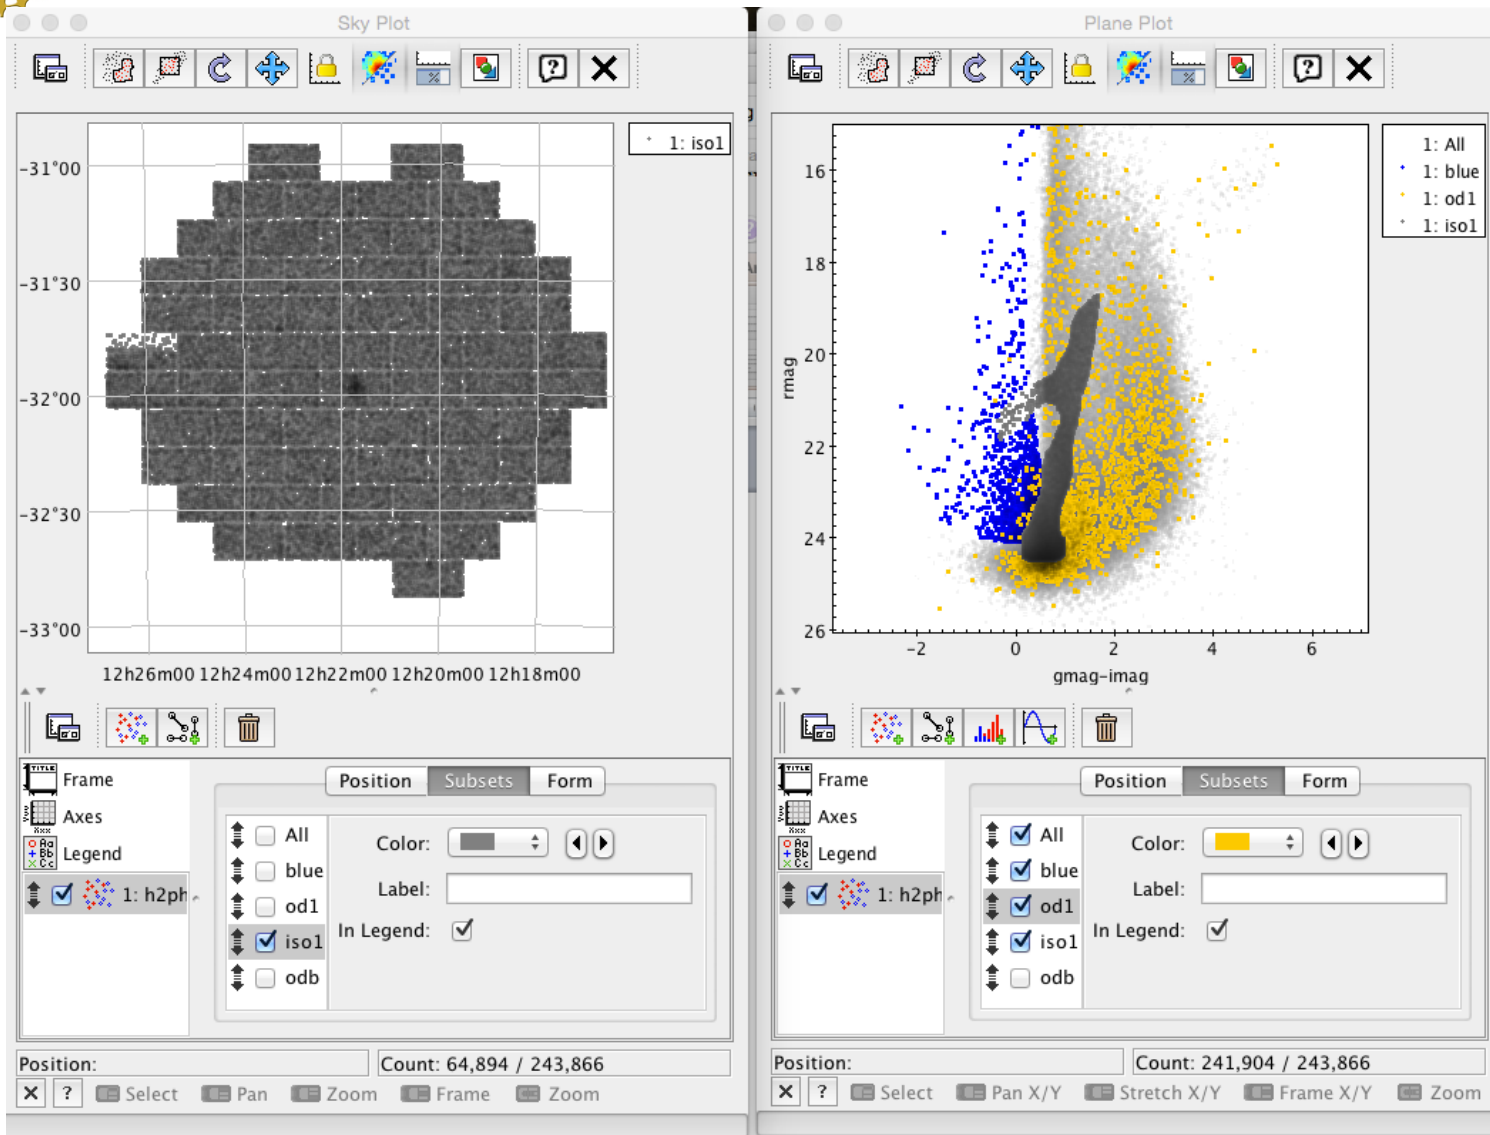 Sky Plot
1: iso1
-31°00
-31°30
-32°00
-32°30
-33°00
12h26m00 12h24m00 12h22m00 12h20m00 12h18m00
Frame
Axes
Legend
1: h2ph
Position Subsets Form
All
blue
od1
iso1
odb
Color:
Label:
In Legend:
Position:
Count: 64,894 / 243,866
Select Pan Zoom Frame Zoom
Plane Plot
1: All
1: blue
1: od1
1: iso1
16
18
20
22
24
26
rmag
-2 0 2 4 6
gmag-imag
Frame
Axes
Legend
1: h2ph
Position Subsets Form
All
blue
od1
iso1
odb
Color:
Label:
In Legend:
Position:
Count: 241,904 / 243,866
Select Pan X/Y Stretch X/Y Frame X/Y Zoom